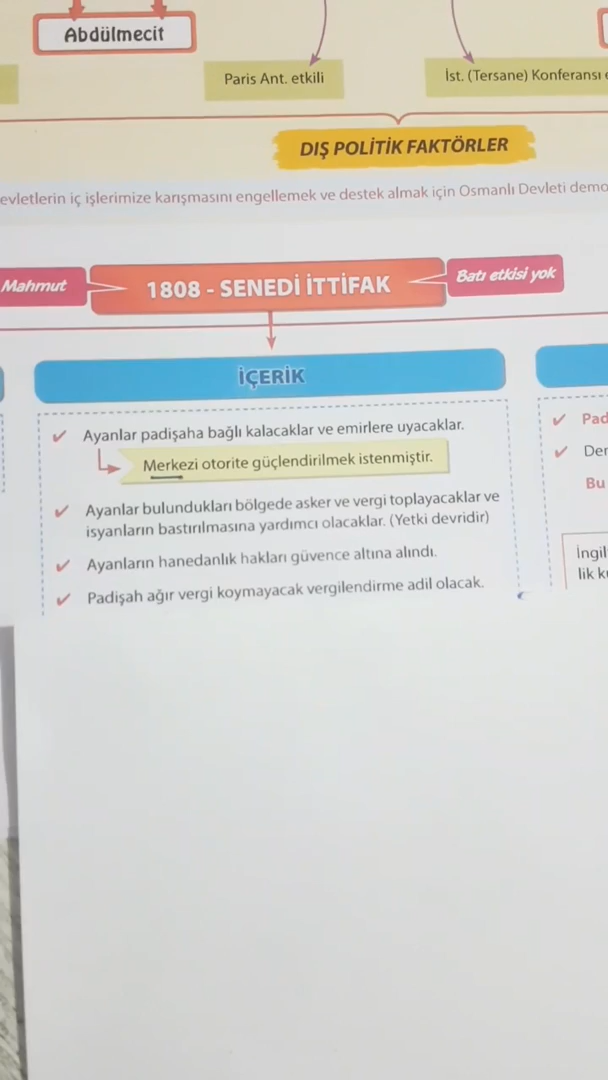 Abdülmecit
Paris Ant. etkili
İst. (Tersane) Konferansı
DIŞ POLİTİK FAKTÖRLER
evletlerin iç işlerimize karışmasını engellemek ve destek almak için Osmanlı Devleti demo
Mahmut
1808 - SENEDİ İTTİFAK
Batı etkisi yok
İÇERİK
✓ Ayanlar padişaha bağlı kalacaklar ve emirlere uyacaklar.
Merkezi otorite güçlendirilmek istenmiştir.
✓ Ayanlar bulundukları bölgede asker ve vergi toplayacaklar ve
isyanların bastırılmasına yardımcı olacaklar. (Yetki devridir)
✓ Ayanların hanedanlık hakları güvence altına alındı.
✓ Padişah ağır vergi koymayacak vergilendirme adil olacak.
✓ Pad
✓ Der
Bu
İngil
lik k